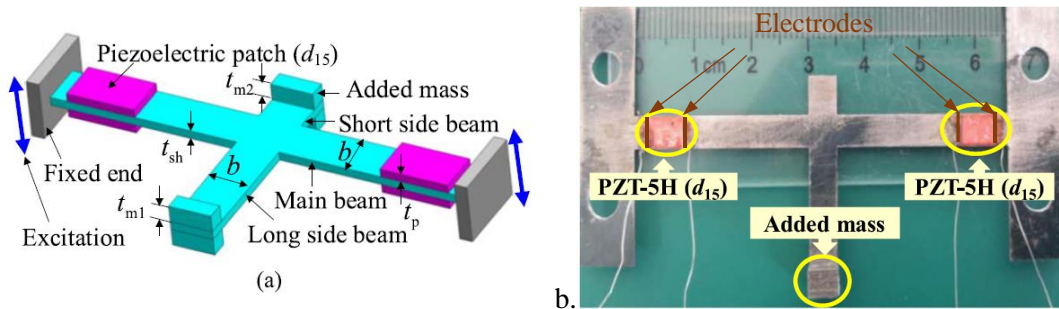 Piezoelectric patch (d15)
tm2
Added mass
Short side beam
tsh
b
b
Fixed end
Main beam
tp
tm1
Long side beam
Excitation
(a)
b.
Electrodes
0 1cm 2 3 4 5 6 7
PZT-5H (d15)
PZT-5H (d15)
Added mass